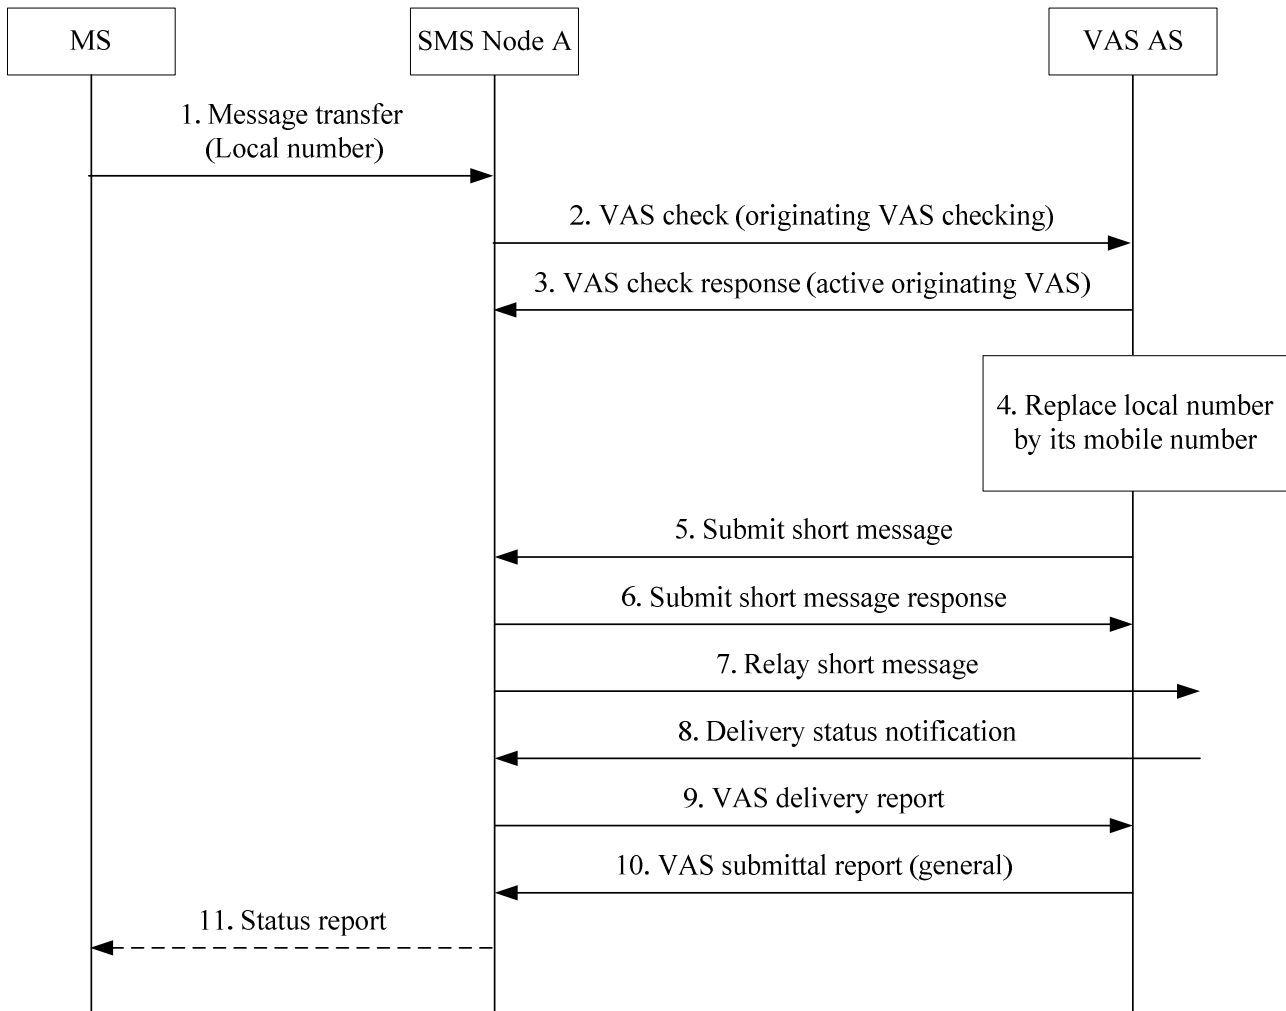 MS
SMS Node A
VAS AS
1. Message transfer
(Local number)
2. VAS check (originating VAS checking)
3. VAS check response (active originating VAS)
4. Replace local number
by its mobile number
5. Submit short message
6. Submit short message response
7. Relay short message
8. Delivery status notification
9. VAS delivery report
10. VAS submittal report (general)
11. Status report